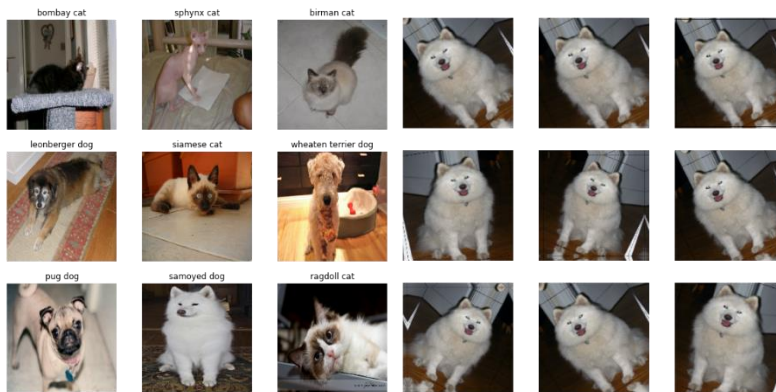 bombay cat
sphynx cat
birman cat
leonberger dog
siamese cat
wheaten terrier dog
pug dog
samoyed dog
ragdoll cat